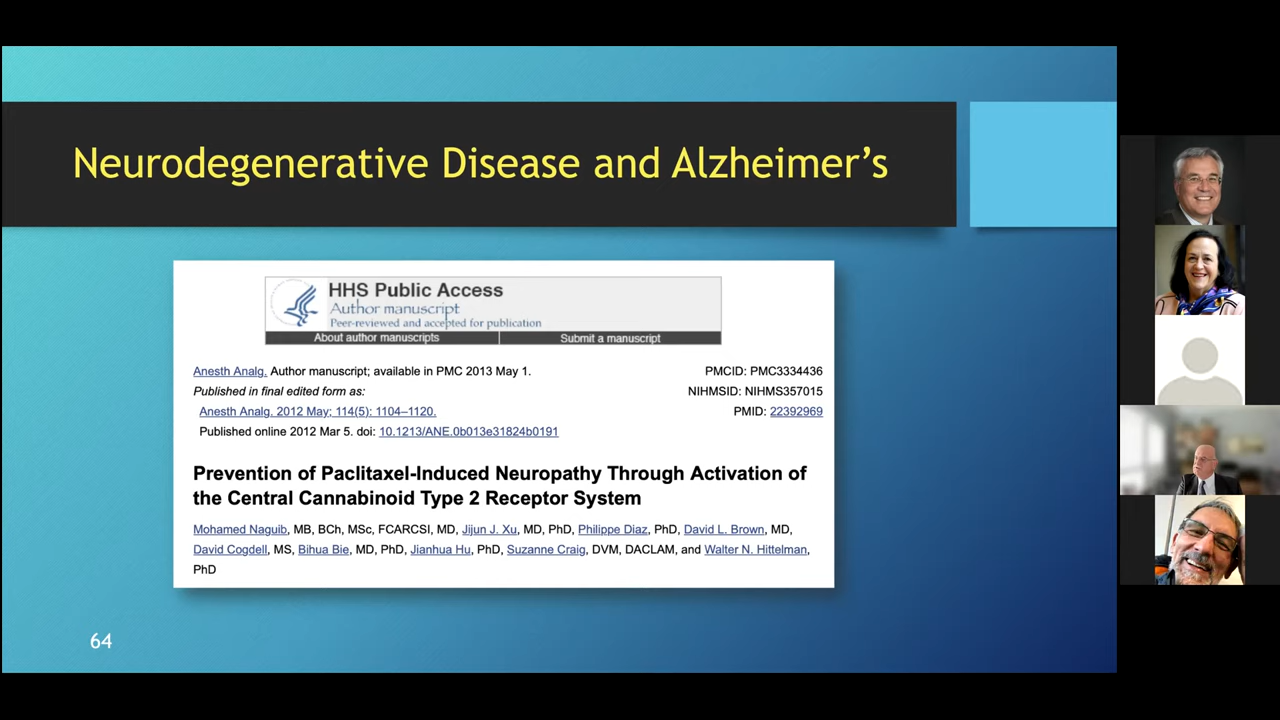 Neurodegenerative Disease and Alzheimer’s
HHS Public Access
Author manuscript
Peer-reviewed and accepted for publication
About author manuscripts
Submit a manuscript
Anesth Analg. Author manuscript; available in PMC 2013 May 1.
Published in final edited form as:
Anesth Analg. 2012 May; 114(5): 1104–1120.
Published online 2012 Mar 5. doi: 10.1213/ANE.0b013e31824b0191
PMCID: PMC3334436
NIHMSID: NIHMS357015
PMID: 22392969
Prevention of Paclitaxel-Induced Neuropathy Through Activation of
the Central Cannabinoid Type 2 Receptor System
Mohamed Naguib, MB, BCh, MSc, FCARCSI, MD, Jijun J. Xu, MD, PhD, Philippe Diaz, PhD, David L. Brown, MD,
David Cogdell, MS, Bihua Bie, MD, PhD, Jianhua Hu, PhD, Suzanne Craig, DVM, DACLAM, and Walter N. Hittelman,
PhD
64